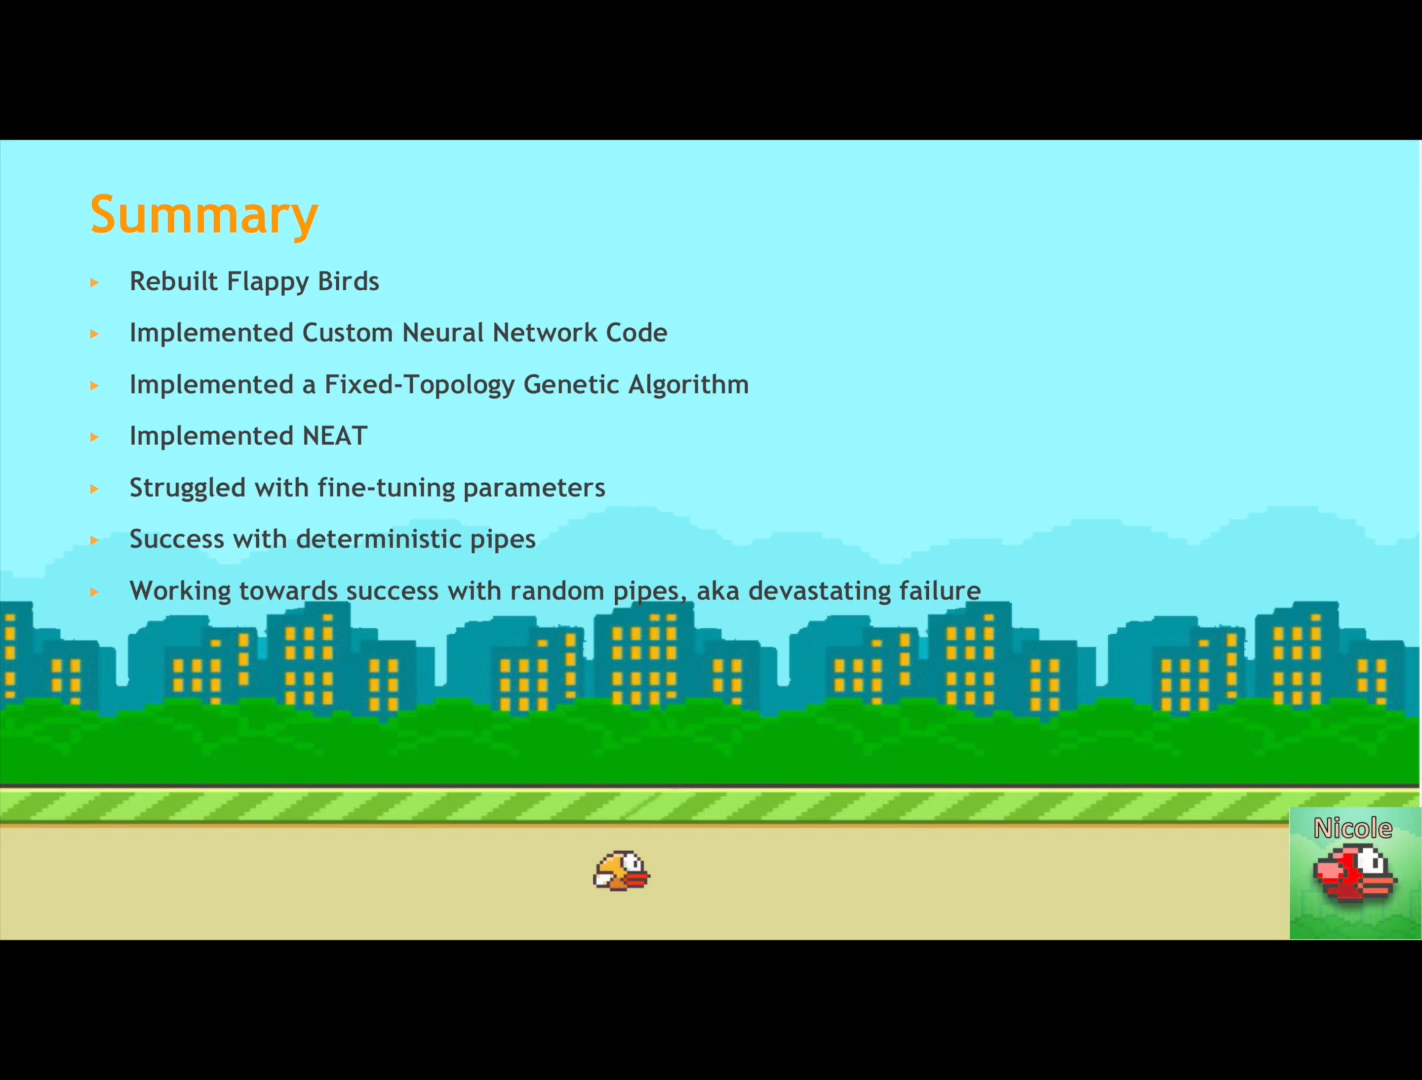 Summary
Rebuilt Flappy Birds
Implemented Custom Neural Network Code
Implemented a Fixed-Topology Genetic Algorithm
Implemented NEAT
Struggled with fine-tuning parameters
Success with deterministic pipes
Working towards success with random pipes, aka devastating failure
Nicole